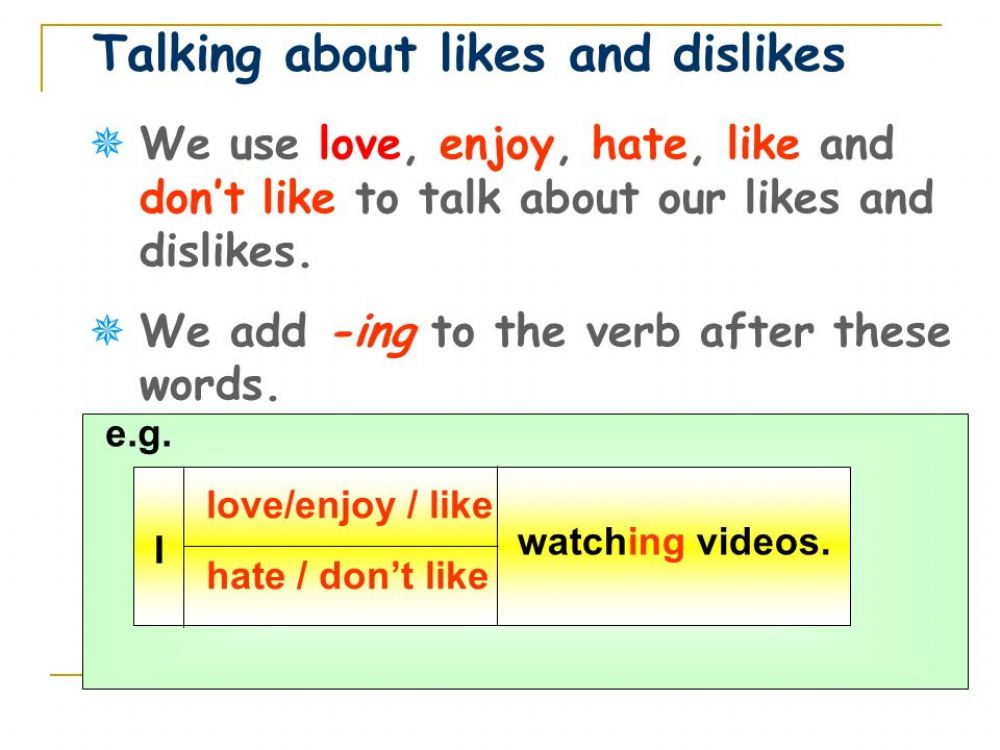 Talking about likes and dislikes
We use love, enjoy, hate, like and
don't like to talk about our likes and
dislikes.
We add -ing to the verb after these
words.
e.g.
love/enjoy / like
I
watching videos.
hate / don't like